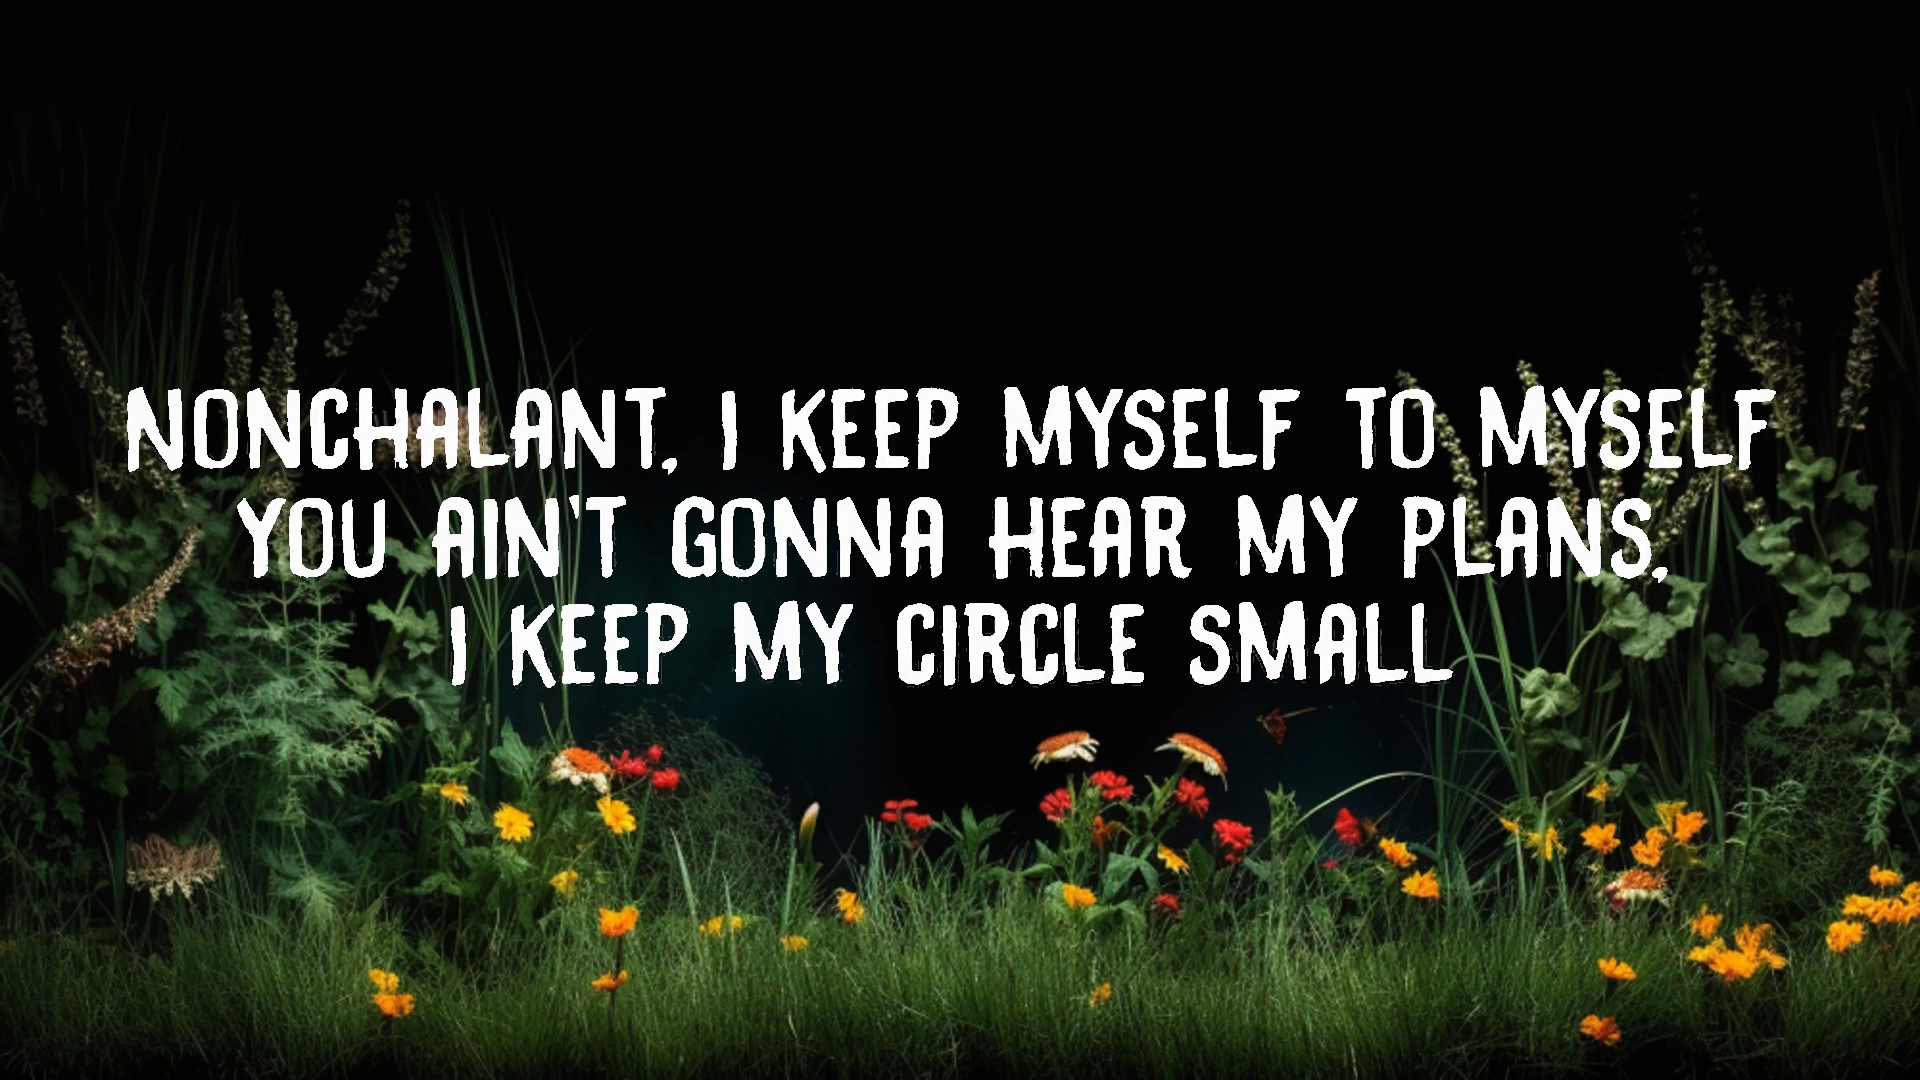 NONCHALANT, I KEEP MYSELF TO MYSELF
YOU AIN'T GONNA HEAR MY PLANS,
I KEEP MY CIRCLE SMALL